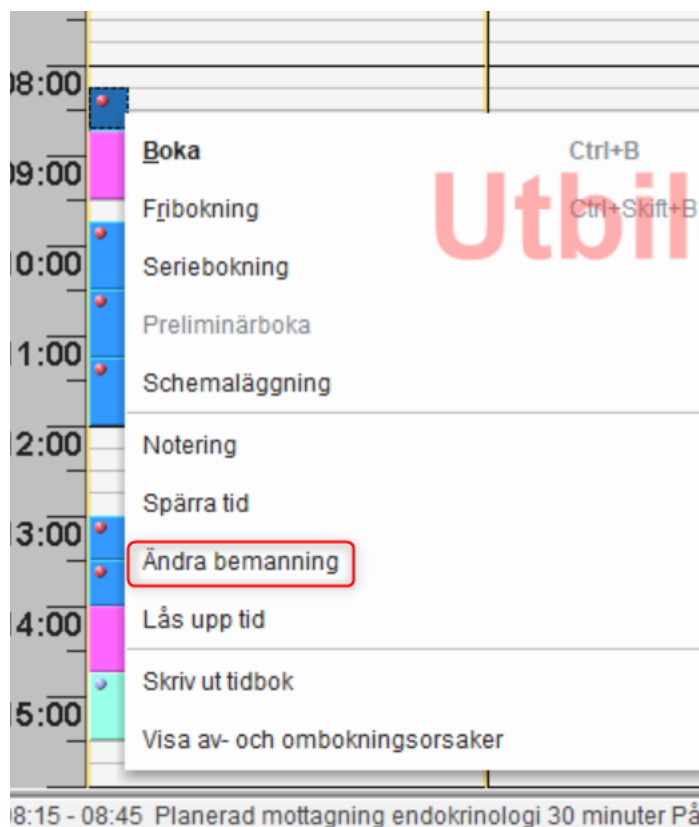 08:00
09:00
10:00
11:00
12:00
13:00
14:00
15:00
Boka Ctrl+B
Fribokning Ctrl+Skift+B
Seriebokning
Preliminärboka
Schemaläggning
Notering
Spärra tid
Ändra bemanning
Lås upp tid
Skriv ut tidbok
Visa av- och ombokningsorsaker
Utbil
8:15 - 08:45 Planerad mottagning endokrinologi 30 minuter På